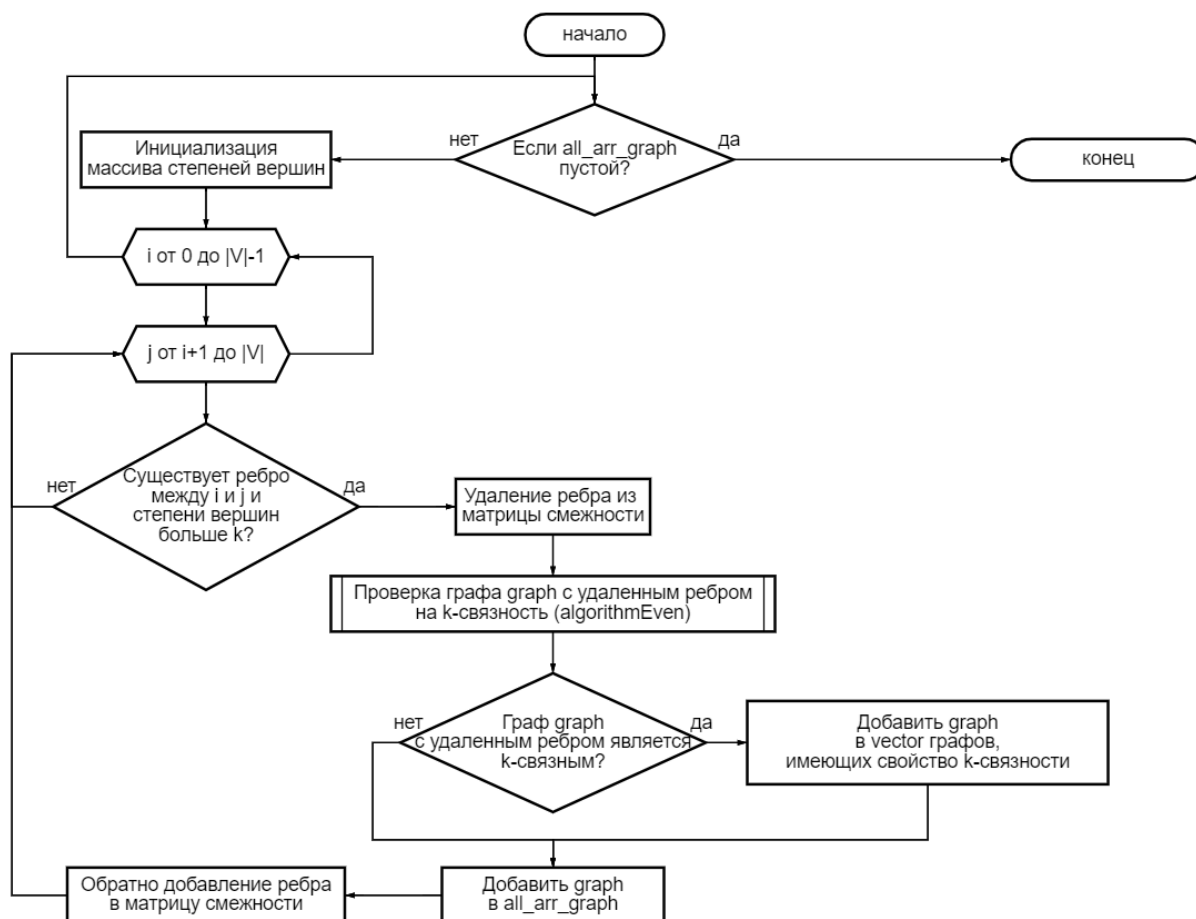 начало
нет
Если all_arr_graph
пустой?
да
конец
Инициализация
массива степеней вершин
i от 0 до |V|-1
j от i+1 до |V|
нет
Существует ребро
между i и j и
степени вершин
больше k?
да
Удаление ребра из
матрицы смежности
Проверка графа graph с удаленным ребром
на k-связность (algorithmEven)
нет
Граф graph
с удаленным ребром является
k-связным?
да
Добавить graph
в vector графов,
имеющих свойство k-связности
Обратно добавление ребра
в матрицу смежности
Добавить graph
в all_arr_graph